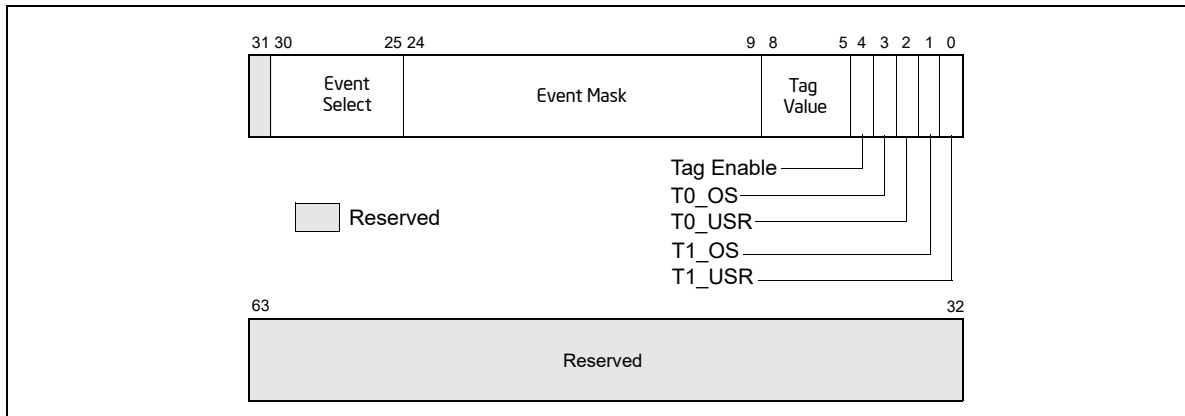 31 30 25 24 9 8 5 4 3 2 1 0
Event
Select
Event Mask
Tag
Value
Tag Enable
T0_OS
T0_USR
T1_OS
T1_USR
Reserved
63 32
Reserved